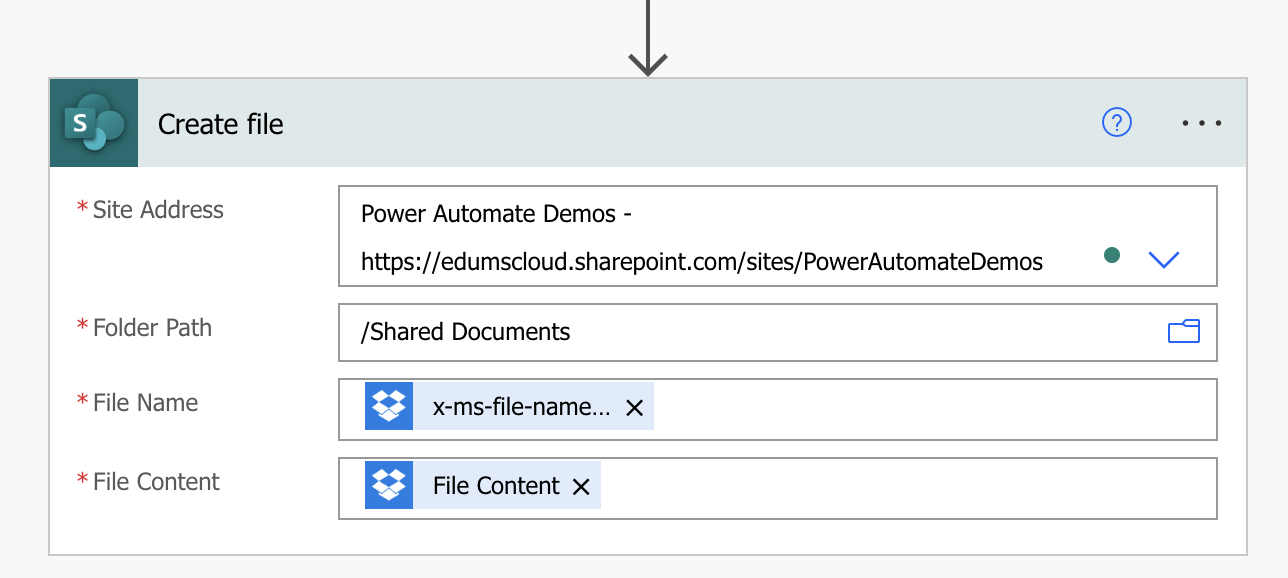 S
Create file
?
* Site Address
Power Automate Demos -
https://edumscloud.sharepoint.com/sites/PowerAutomateDemos
* Folder Path
/Shared Documents
* File Name
x-ms-file-name...
* File Content
File Content